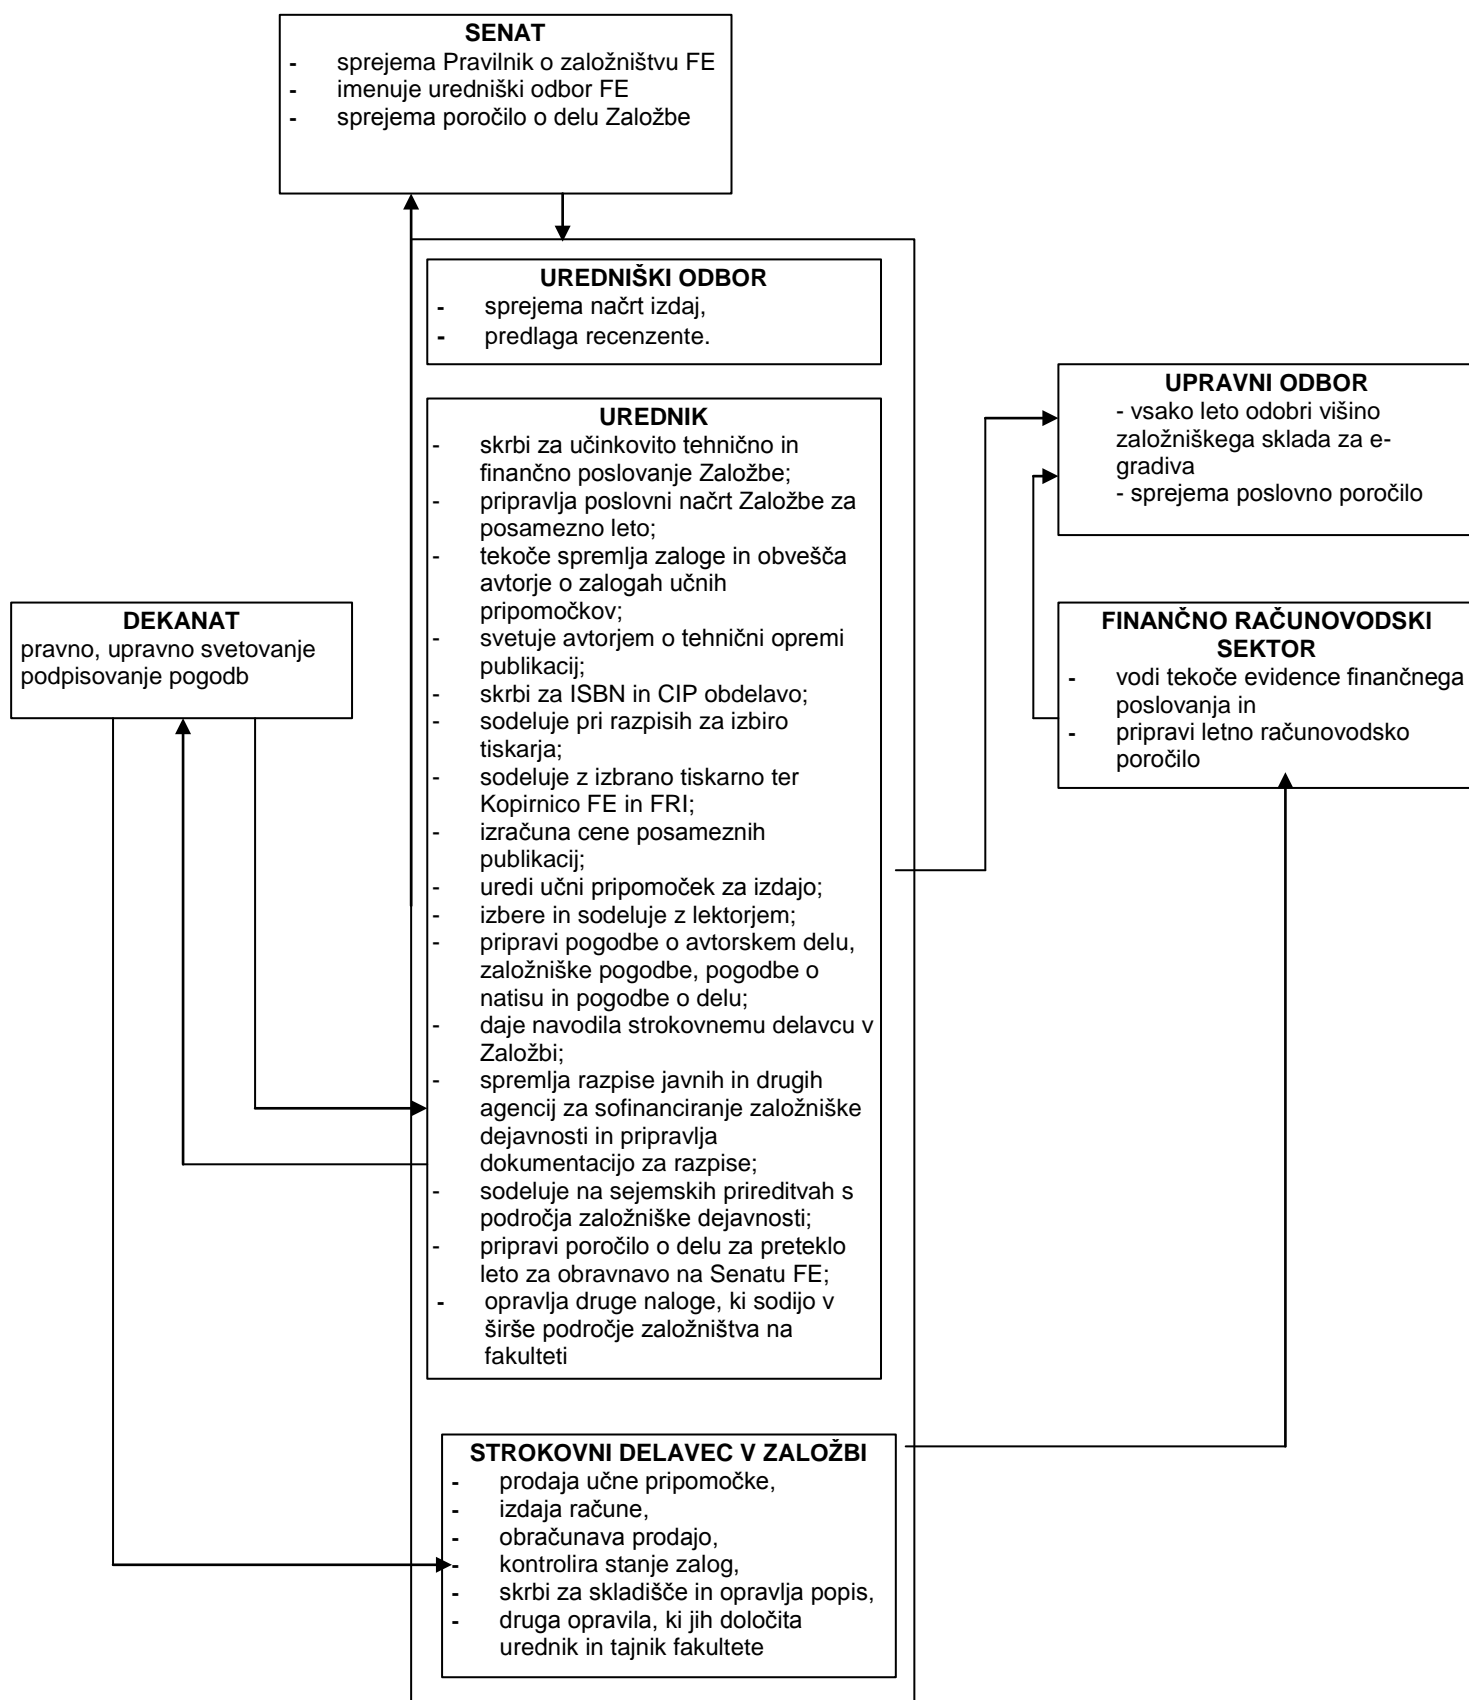 SENAT
- sprejema Pravilnik o založništvu FE
- imenuje uredniški odbor FE
- sprejema poročilo o delu Založbe
UREDNIŠKI ODBOR
- sprejema načrt izdaj,
- predlaga recenzente.
UREDNIK
- skrbi za učinkovito tehnično in
finančno poslovanje Založbe;
- pripravlja poslovni načrt Založbe za
posamezno leto;
- tekoče spremlja zaloge in obvešča
avtorje o zalogah učnih
pripomočkov;
- svetuje avtorjem o tehnični opremi
publikacij;
- skrbi za ISBN in CIP obdelavo;
- sodeluje pri razpisih za izbiro
tiskarja;
- sodeluje z izbrano tiskarno ter
Kopirnico FE in FRI;
- izračuna cene posameznih
publikacij;
- uredi učni pripomoček za izdajo;
- izbere in sodeluje z lektorjem;
- pripravi pogodbe o avtorskem delu,
založniške pogodbe, pogodbe o
natisu in pogodbe o delu;
- daje navodila strokovnemu delavcu v
Založbi;
- spremlja razpise javnih in drugih
agencij za sofinanciranje založniške
dejavnosti in pripravlja
dokumentacijo za razpise;
- sodeluje na sejemskih prireditvah s
področja založniške dejavnosti;
- pripravi poročilo o delu za preteklo
leto za obravnavo na Senatu FE;
- opravlja druge naloge, ki sodijo v
širše področje založništva na
fakulteti
UPRAVNI ODBOR
- vsako leto odobri višino
založniškega sklada za e-
gradiva
- sprejema poslovno poročilo
DEKANAT
pravno, upravno svetovanje
podpisovanje pogodb
FINANČNO RAČUNOVODSKI
SEKTOR
- vodi tekoče evidence finančnega
poslovanja in
- pripravi letno računovodsko
poročilo
STROKOVNI DELAVEC V ZALOŽBI
- prodaja učne pripomočke,
- izdaja račune,
- obračunava prodajo,
- kontrolira stanje zalog,
- skrbi za skladišče in opravlja popis,
- druga opravila, ki jih določita
urednik in tajnik fakultete